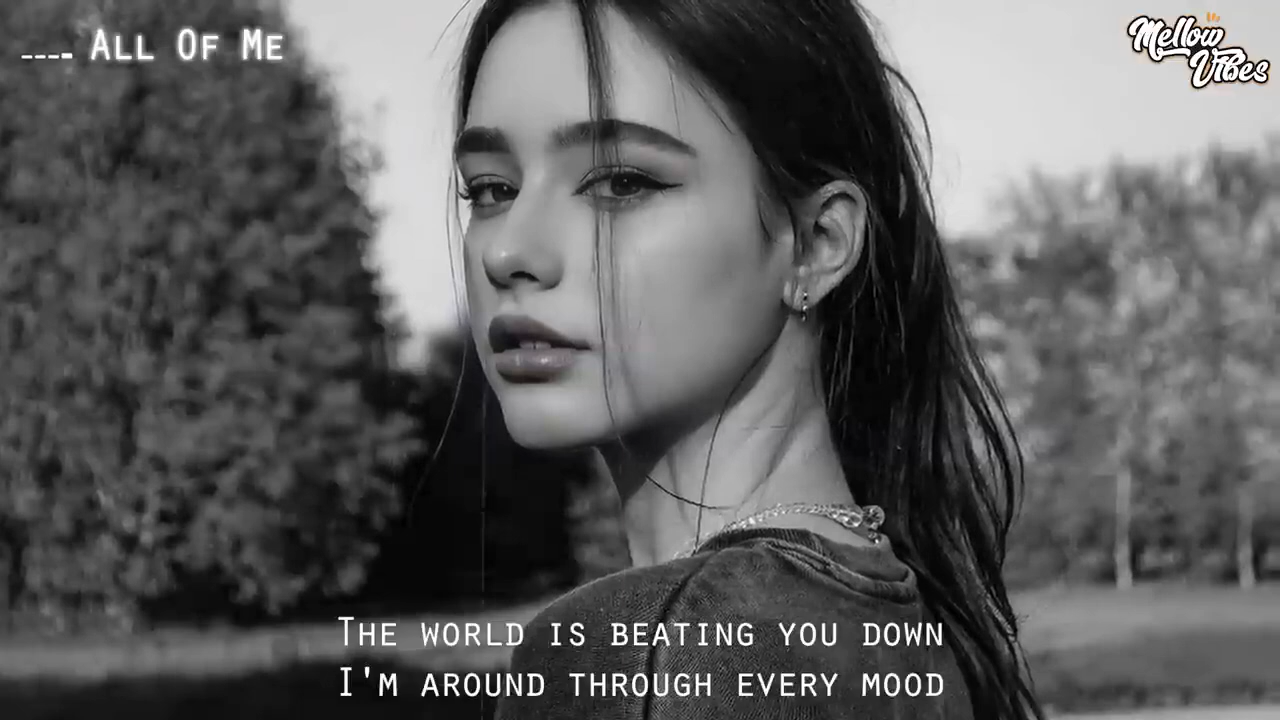 ---- All Of Me
Mellow
Vibes
The world is beating you down
I'm around through every mood